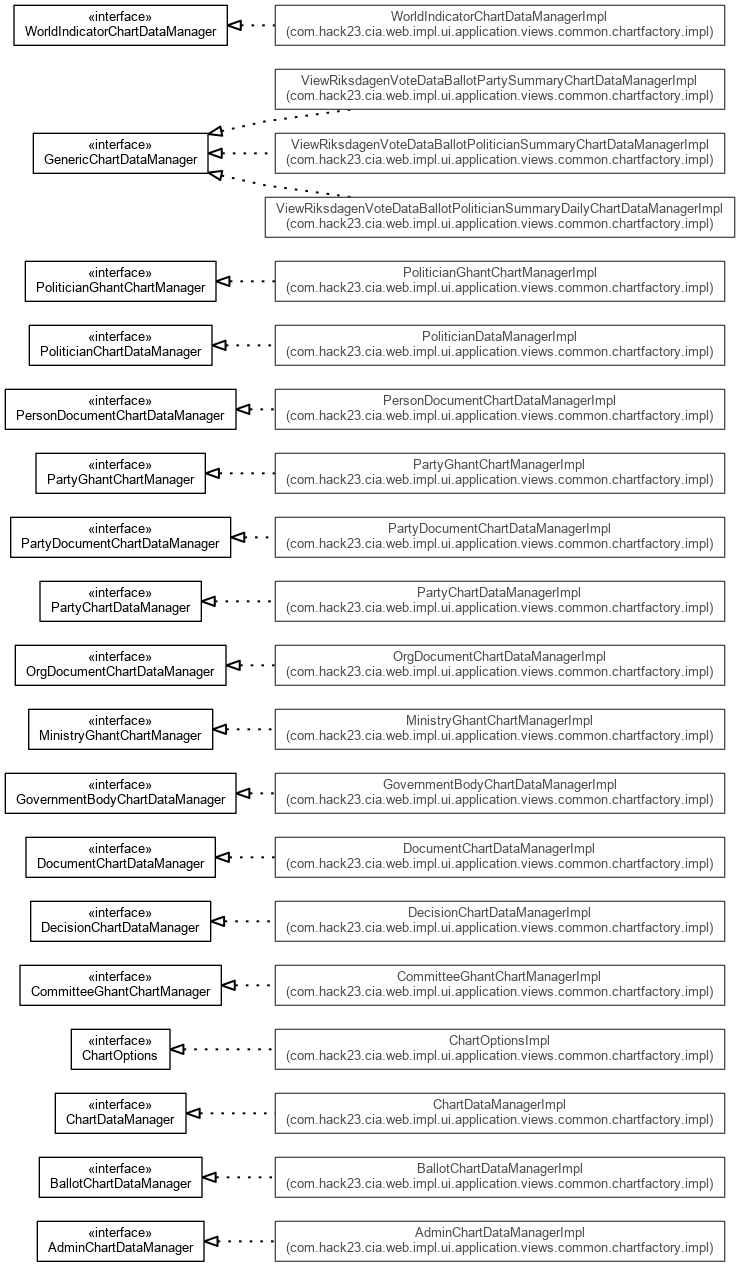 «interface»
WorldIndicatorChartDataManager
WorldIndicatorChartDataManagerImpl
(com.hack23.cia.web.impl.ui.application.views.common.chartfactory.impl)
ViewRiksdagenVoteDataBallotPartySummaryChartDataManagerImpl
(com.hack23.cia.web.impl.ui.application.views.common.chartfactory.impl)
«interface»
GenericChartDataManager
ViewRiksdagenVoteDataBallotPoliticianSummaryChartDataManagerImpl
(com.hack23.cia.web.impl.ui.application.views.common.chartfactory.impl)
ViewRiksdagenVoteDataBallotPoliticianSummaryDailyChartDataManagerImpl
(com.hack23.cia.web.impl.ui.application.views.common.chartfactory.impl)
«interface»
PoliticianGhantChartManager
PoliticianGhantChartManagerImpl
(com.hack23.cia.web.impl.ui.application.views.common.chartfactory.impl)
«interface»
PoliticianChartDataManager
PoliticianDataManagerImpl
(com.hack23.cia.web.impl.ui.application.views.common.chartfactory.impl)
«interface»
PersonDocumentChartDataManager
PersonDocumentChartDataManagerImpl
(com.hack23.cia.web.impl.ui.application.views.common.chartfactory.impl)
«interface»
PartyGhantChartManager
PartyGhantChartManagerImpl
(com.hack23.cia.web.impl.ui.application.views.common.chartfactory.impl)
«interface»
PartyDocumentChartDataManager
PartyDocumentChartDataManagerImpl
(com.hack23.cia.web.impl.ui.application.views.common.chartfactory.impl)
«interface»
PartyChartDataManager
PartyChartDataManagerImpl
(com.hack23.cia.web.impl.ui.application.views.common.chartfactory.impl)
«interface»
OrgDocumentChartDataManager
OrgDocumentChartDataManagerImpl
(com.hack23.cia.web.impl.ui.application.views.common.chartfactory.impl)
«interface»
MinistryGhantChartManager
MinistryGhantChartManagerImpl
(com.hack23.cia.web.impl.ui.application.views.common.chartfactory.impl)
«interface»
GovernmentBodyChartDataManager
GovernmentBodyChartDataManagerImpl
(com.hack23.cia.web.impl.ui.application.views.common.chartfactory.impl)
«interface»
DocumentChartDataManager
DocumentChartDataManagerImpl
(com.hack23.cia.web.impl.ui.application.views.common.chartfactory.impl)
«interface»
DecisionChartDataManager
DecisionChartDataManagerImpl
(com.hack23.cia.web.impl.ui.application.views.common.chartfactory.impl)
«interface»
CommitteeGhantChartManager
CommitteeGhantChartManagerImpl
(com.hack23.cia.web.impl.ui.application.views.common.chartfactory.impl)
«interface»
ChartOptions
ChartOptionsImpl
(com.hack23.cia.web.impl.ui.application.views.common.chartfactory.impl)
«interface»
ChartDataManager
ChartDataManagerImpl
(com.hack23.cia.web.impl.ui.application.views.common.chartfactory.impl)
«interface»
BallotChartDataManager
BallotChartDataManagerImpl
(com.hack23.cia.web.impl.ui.application.views.common.chartfactory.impl)
«interface»
AdminChartDataManager
AdminChartDataManagerImpl
(com.hack23.cia.web.impl.ui.application.views.common.chartfactory.impl)